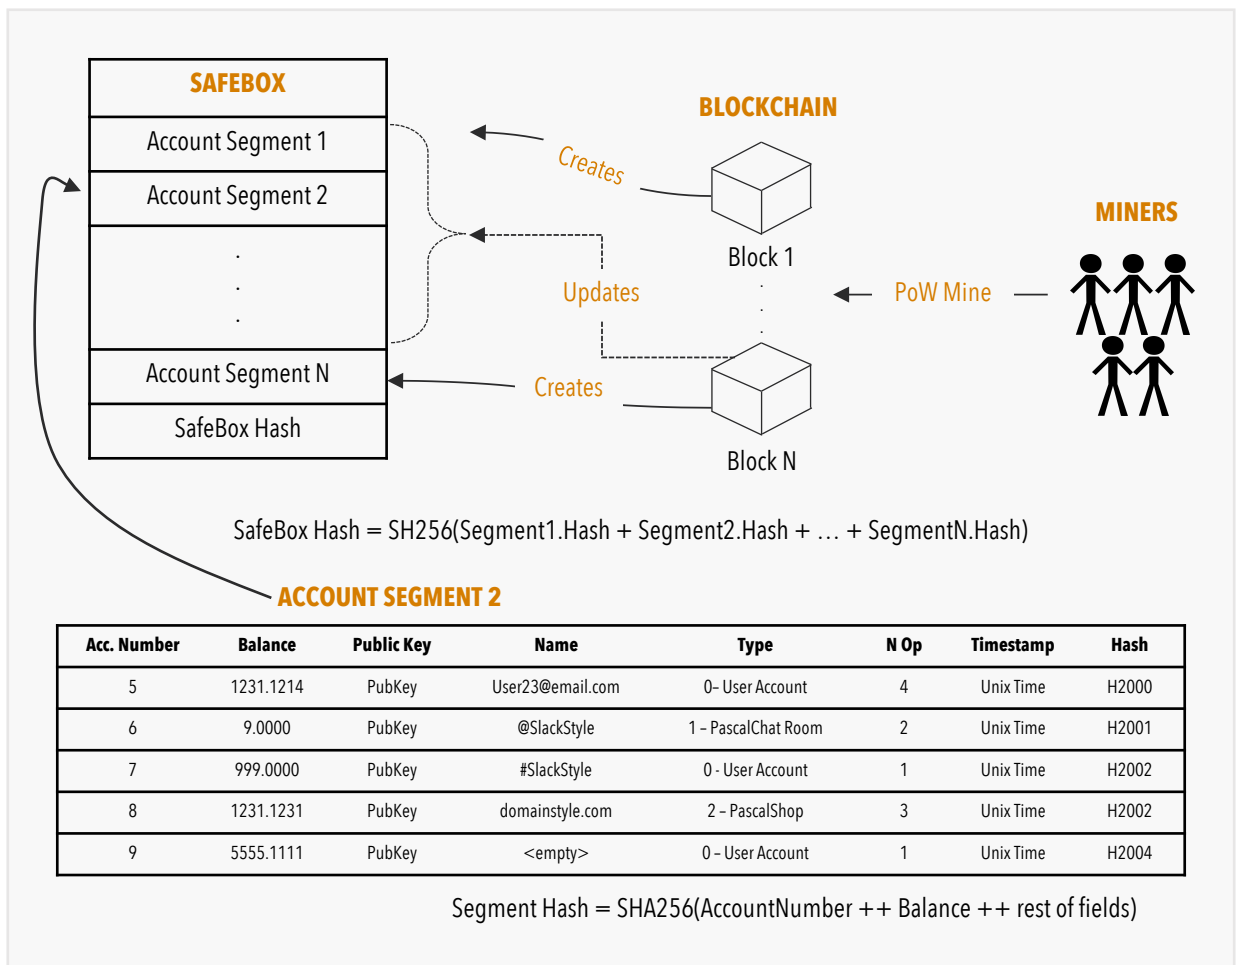 SAFEBOX
Account Segment 1
Account Segment 2
.
.
.
Account Segment N
SafeBox Hash
BLOCKCHAIN
Creates
Block 1
.
.
.
Updates
Creates
Block N
MINERS
PoW Mine
SafeBox Hash = SH256(Segment1.Hash + Segment2.Hash + … + SegmentN.Hash)
ACCOUNT SEGMENT 2
Acc. Number Balance Public Key Name Type N Op Timestamp Hash
5 1231.1214 PubKey User23@email.com 0– User Account 4 Unix Time H2000
6 9.0000 PubKey @SlackStyle 1 – PascalChat Room 2 Unix Time H2001
7 999.0000 PubKey #SlackStyle 0 - User Account 1 Unix Time H2002
8 1231.1231 PubKey domainstyle.com 2 – PascalShop 3 Unix Time H2002
9 5555.1111 PubKey <empty> 0 – User Account 1 Unix Time H2004
Segment Hash = SHA256(AccountNumber ++ Balance ++ rest of fields)